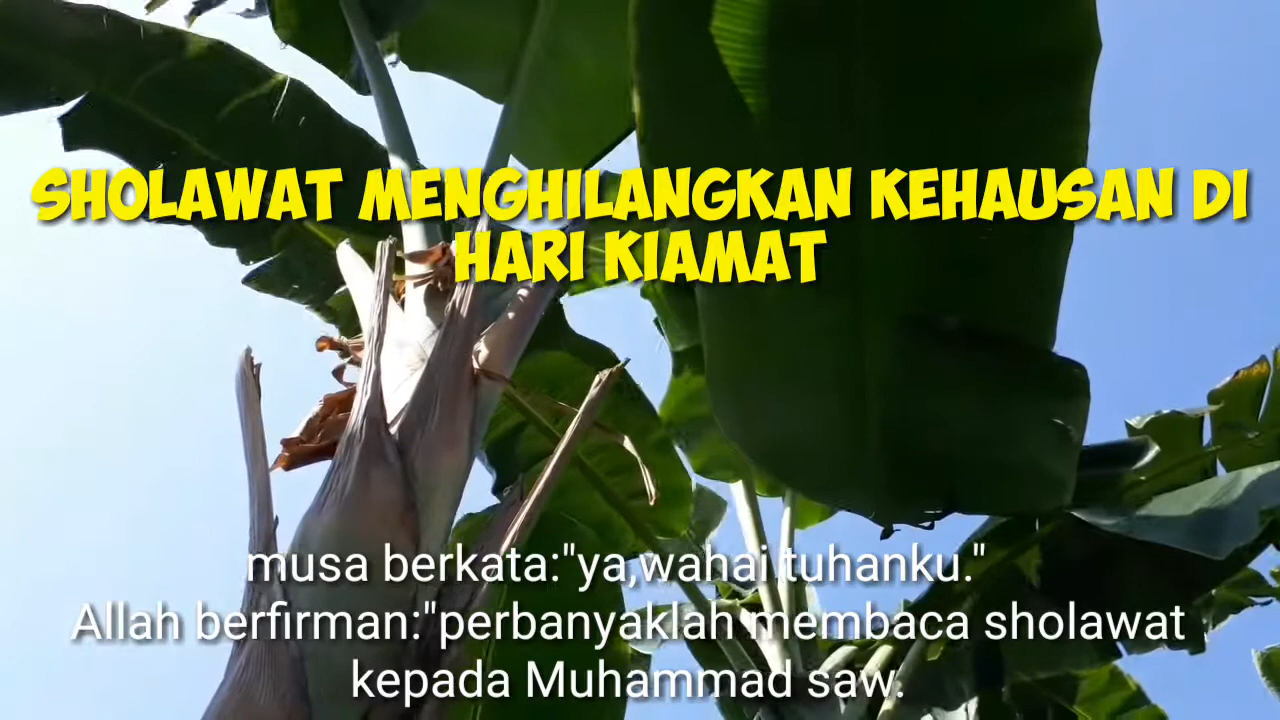 SHOLAWAT MENGHILANGKAN KEHAUSAN DI
HARI KIAMAT
musa berkata:"ya,wahai tuhanku."
Allah berfirman:"perbanyaklah membaca sholawat
kepada Muhammad saw.